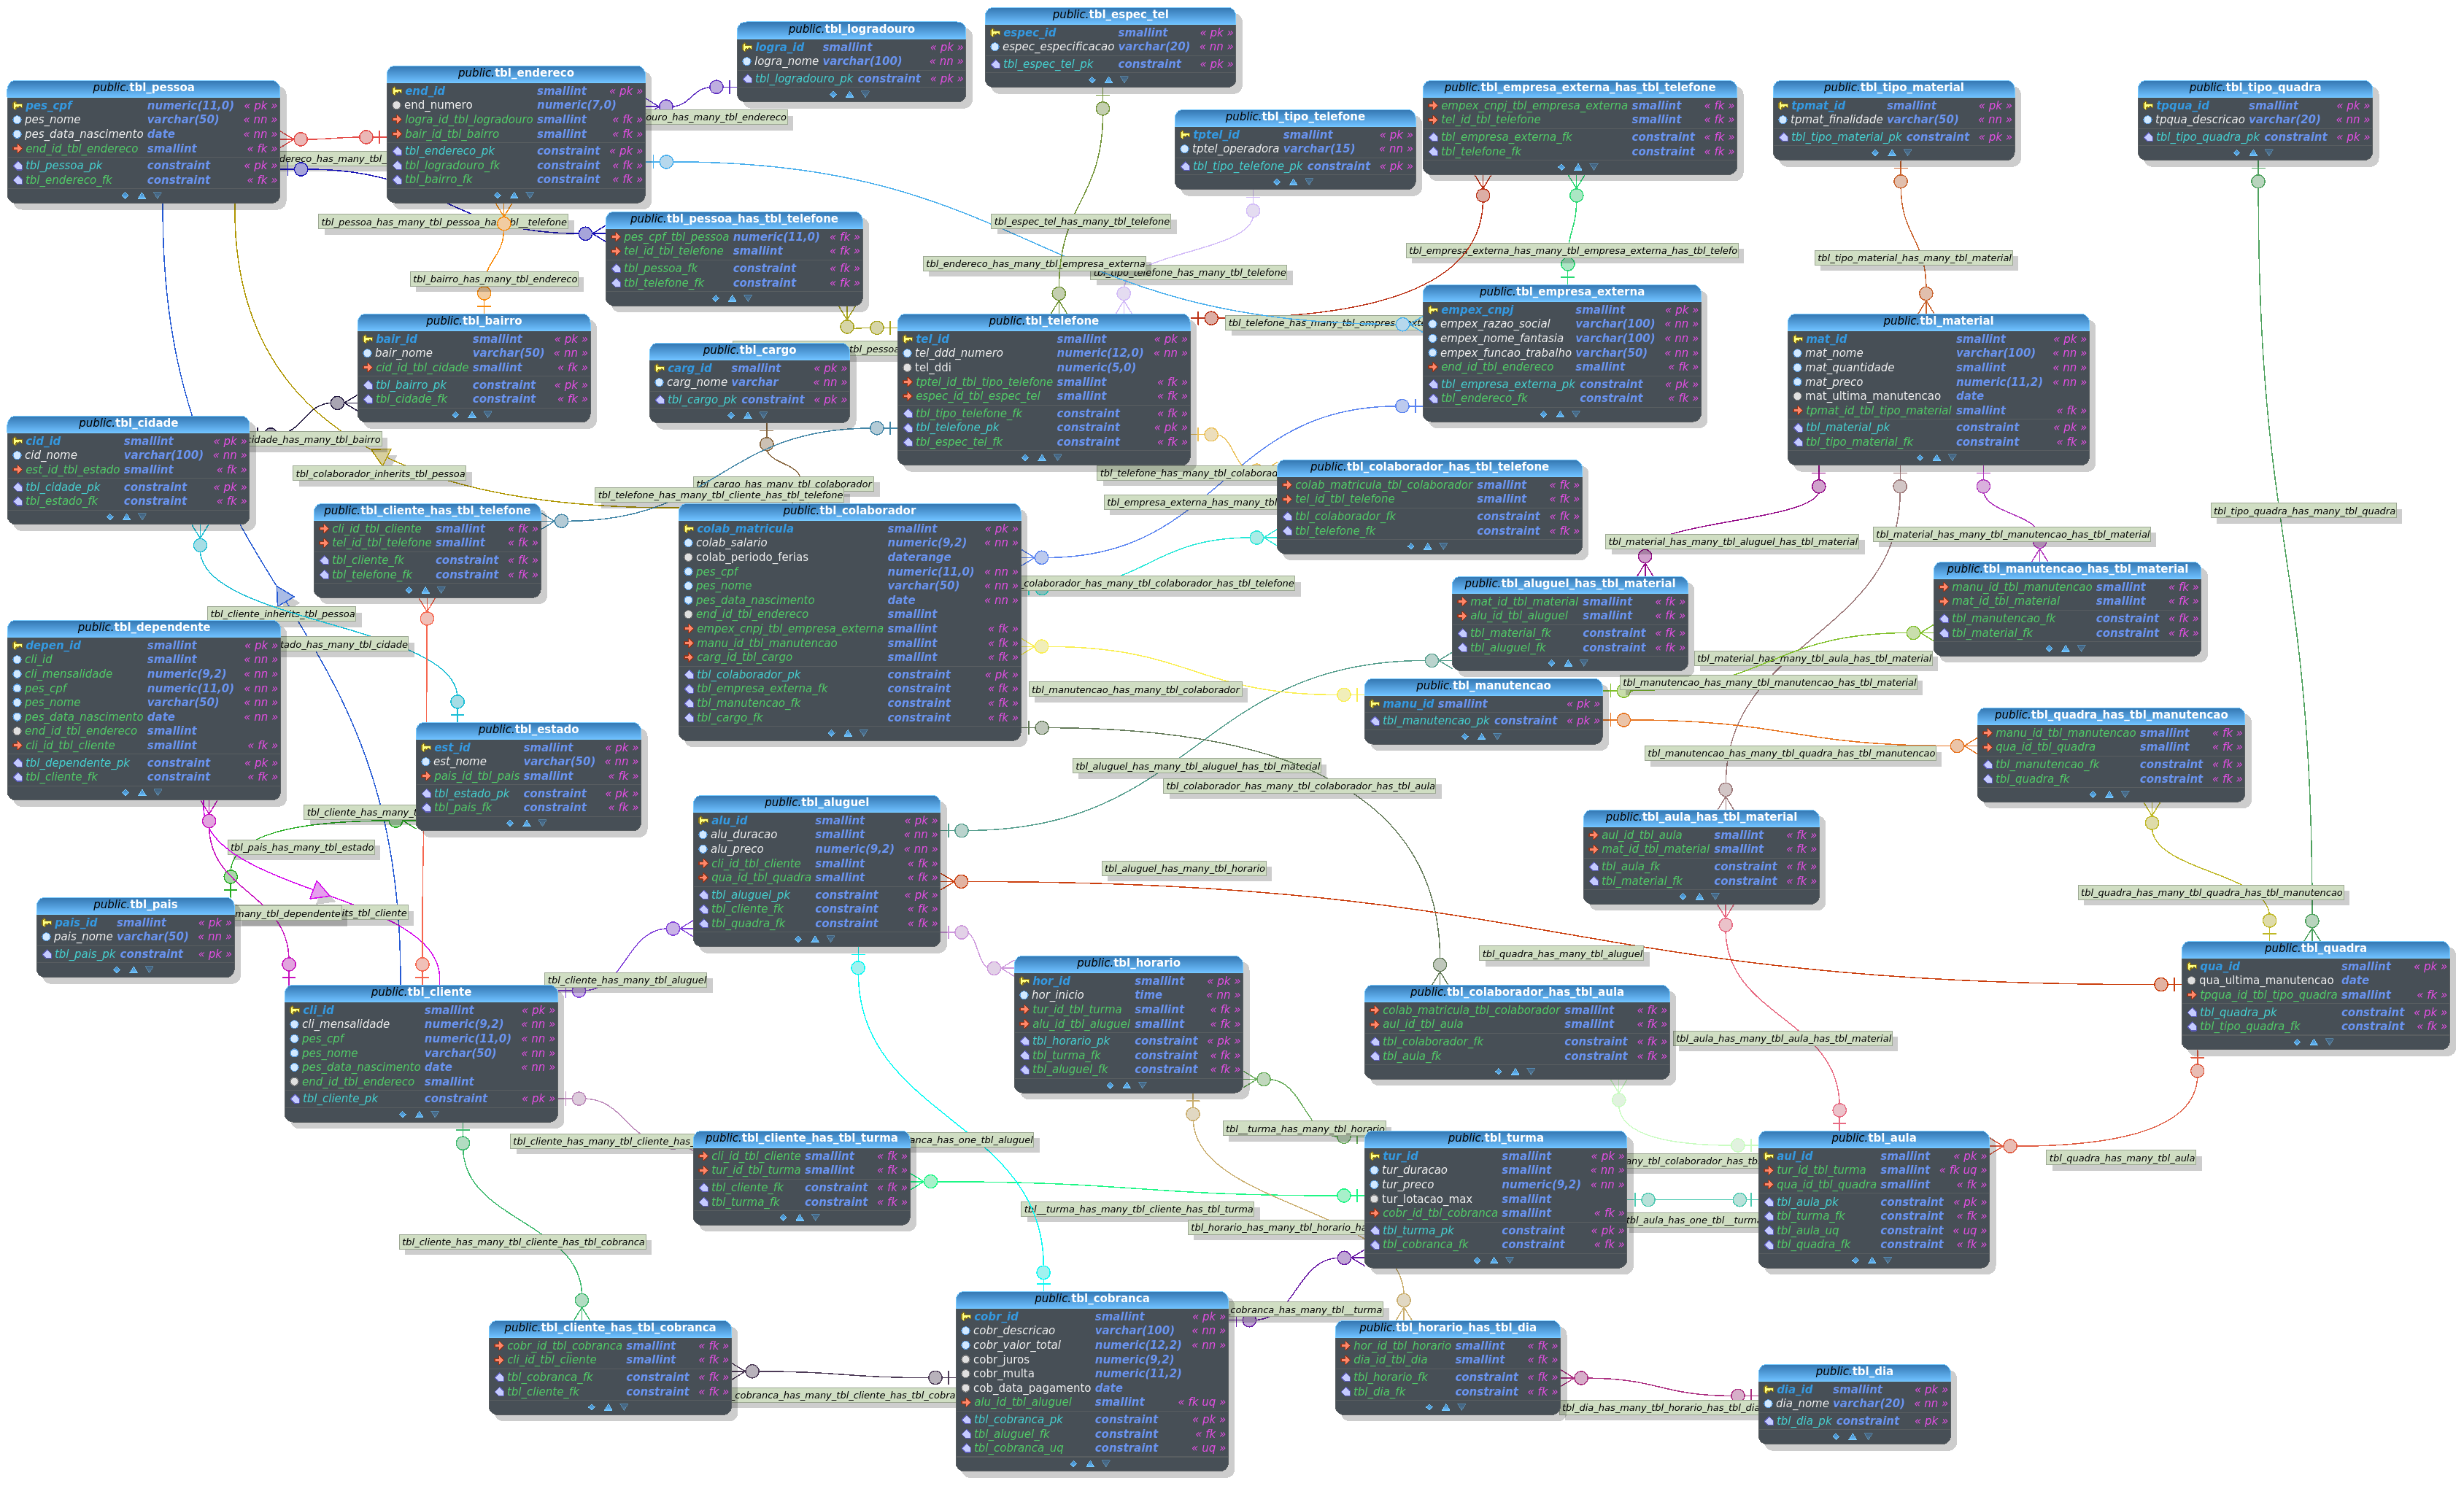 public.tbl_pessoa
pes_cpf numeric(11,0) « pk »
pes_nome varchar(50) « nn »
pes_data_nascimento date « nn »
end_id_tbl_endereco smallint « fk »
tbl_pessoa_pk constraint « pk »
tbl_endereco_fk constraint « fk »
public.tbl_endereco
end_id smallint « pk »
end_numero numeric(7,0)
logra_id_tbl_logradouro smallint « fk »
bair_id_tbl_bairro smallint « fk »
tbl_endereco_pk constraint « pk »
tbl_logradouro_fk constraint « fk »
tbl_bairro_fk constraint « fk »
public.tbl_logradouro
logra_id smallint « pk »
logra_nome varchar(100) « nn »
tbl_logradouro_pk constraint « pk »
public.tbl_espec_tel
espec_id smallint « pk »
espec_especificacao varchar(20) « nn »
tbl_espec_tel_pk constraint « pk »
public.tbl_tipo_telefone
tptel_id smallint « pk »
tptel_operadora varchar(15) « nn »
tbl_tipo_telefone_pk constraint « pk »
public.tbl_empresa_externa_has_tbl_telefone
empex_cnpj_tbl_empresa_externa smallint « fk »
tel_id_tbl_telefone smallint « fk »
tbl_empresa_externa_fk constraint « fk »
tbl_telefone_fk constraint « fk »
public.tbl_tipo_material
tpmat_id smallint « pk »
tpmat_finalidade varchar(50) « nn »
tbl_tipo_material_pk constraint « pk »
public.tbl_tipo_quadra
tpqua_id smallint « pk »
tpqua_descricao varchar(20) « nn »
tbl_tipo_quadra_pk constraint « pk »
ouro_has_many_tbl_endereco
dereco_has_many_tbl_
tbl_pessoa_has_many_tbl_pessoa_has_tbl__telefone
tbl_espec_tel_has_many_tbl_telefone
tbl_endereco_has_many_tbl_empresa_externa
tbl_tipo_telefone_has_many_tbl_telefone
tbl_empresa_externa_has_many_tbl_empresa_externa_has_tbl_telefo
tbl_tipo_material_has_many_tbl_material
tbl_bairro_has_many_tbl_endereco
public.tbl_pessoa_has_tbl_telefone
pes_cpf_tbl_pessoa numeric(11,0) « fk »
tel_id_tbl_telefone smallint « fk »
tbl_pessoa_fk constraint « fk »
tbl_telefone_fk constraint « fk »
public.tbl_bairro
bair_id smallint « pk »
bair_nome varchar(50) « nn »
cid_id_tbl_cidade smallint « fk »
tbl_bairro_pk constraint « pk »
tbl_cidade_fk constraint « fk »
public.tbl_cargo
carg_id smallint « pk »
carg_nome varchar « nn »
tbl_cargo_pk constraint « pk »
tbl_pessoa
public.tbl_telefone
tel_id smallint « pk »
tel_ddd_numero numeric(12,0) « nn »
tel_ddi numeric(5,0)
tptel_id_tbl_tipo_telefone smallint « fk »
espec_id_tbl_espec_tel smallint « fk »
tbl_tipo_telefone_fk constraint « fk »
tbl_telefone_pk constraint « pk »
tbl_espec_tel_fk constraint « fk »
tbl_telefone_has_many_tbl_empresa_exte
public.tbl_empresa_externa
empex_cnpj smallint « pk »
empex_razao_social varchar(100) « nn »
empex_nome_fantasia varchar(100) « nn »
empex_funcao_trabalho varchar(50) « nn »
end_id_tbl_endereco smallint « fk »
tbl_empresa_externa_pk constraint « pk »
tbl_endereco_fk constraint « fk »
public.tbl_material
mat_id smallint « pk »
mat_nome varchar(100) « nn »
mat_quantidade smallint « nn »
mat_preco numeric(11,2) « nn »
mat_ultima_manutencao date
tpmat_id_tbl_tipo_material smallint « fk »
tbl_material_pk constraint « pk »
tbl_tipo_material_fk constraint « fk »
public.tbl_cidade
cid_id smallint « pk »
cid_nome varchar(100) « nn »
est_id_tbl_estado smallint « fk »
tbl_cidade_pk constraint « pk »
tbl_estado_fk constraint « fk »
cidade_has_many_tbl_bairro
tbl_colaborador_inherits_tbl_pessoa
tbl_cargo_has_many_tbl_colaborador
tbl_telefone_has_many_tbl_cliente_has_tbl_telefone
tbl_telefone_has_many_tbl_colaborad
tbl_empresa_externa_has_many_tbl
public.tbl_cliente_has_tbl_telefone
cli_id_tbl_cliente smallint « fk »
tel_id_tbl_telefone smallint « fk »
tbl_cliente_fk constraint « fk »
tbl_telefone_fk constraint « fk »
public.tbl_colaborador
colab_matricula smallint « pk »
colab_salario numeric(9,2) « nn »
colab_periodo_ferias daterange
pes_cpf numeric(11,0) « nn »
pes_nome varchar(50) « nn »
pes_data_nascimento date « nn »
end_id_tbl_endereco smallint
empex_cnpj_tbl_empresa_externa smallint « fk »
manu_id_tbl_manutencao smallint « fk »
carg_id_tbl_cargo smallint « fk »
tbl_colaborador_pk constraint « pk »
tbl_empresa_externa_fk constraint « fk »
tbl_manutencao_fk constraint « fk »
tbl_cargo_fk constraint « fk »
public.tbl_colaborador_has_tbl_telefone
colab_matricula_tbl_colaborador smallint « fk »
tel_id_tbl_telefone smallint « fk »
tbl_colaborador_fk constraint « fk »
tbl_telefone_fk constraint « fk »
_colaborador_has_many_tbl_colaborador_has_tbl_telefone
tbl_tipo_quadra_has_many_tbl_quadra
tbl_material_has_many_tbl_aluguel_has_tbl_material
tbl_material_has_many_tbl_manutencao_has_tbl_material
public.tbl_aluguel_has_tbl_material
mat_id_tbl_material smallint « fk »
alu_id_tbl_aluguel smallint « fk »
tbl_material_fk constraint « fk »
tbl_aluguel_fk constraint « fk »
public.tbl_manutencao_has_tbl_material
manu_id_tbl_manutencao smallint « fk »
mat_id_tbl_material smallint « fk »
tbl_manutencao_fk constraint « fk »
tbl_material_fk constraint « fk »
tbl_cliente_inherits_tbl_pessoa
tado_has_many_tbl_cidade
public.tbl_dependente
depen_id smallint « pk »
cli_id smallint « nn »
cli_mensalidade numeric(9,2) « nn »
pes_cpf numeric(11,0) « nn »
pes_nome varchar(50) « nn »
pes_data_nascimento date « nn »
end_id_tbl_endereco smallint
cli_id_tbl_cliente smallint « fk »
tbl_dependente_pk constraint « pk »
tbl_cliente_fk constraint « fk »
tbl_material_has_many_tbl_aula_has_tbl_material
tbl_manutencao_has_many_tbl_manutencao_has_tbl_material
tbl_manutencao_has_many_tbl_colaborador
public.tbl_manutencao
manu_id smallint « pk »
tbl_manutencao_pk constraint « pk »
public.tbl_quadra_has_tbl_manutencao
manu_id_tbl_manutencao smallint « fk »
qua_id_tbl_quadra smallint « fk »
tbl_manutencao_fk constraint « fk »
tbl_quadra_fk constraint « fk »
tbl_manutencao_has_many_tbl_quadra_has_tbl_manutencao
public.tbl_estado
est_id smallint « pk »
est_nome varchar(50) « nn »
pais_id_tbl_pais smallint « fk »
tbl_estado_pk constraint « pk »
tbl_pais_fk constraint « fk »
tbl_aluguel_has_many_tbl_aluguel_has_tbl_material
tbl_colaborador_has_many_tbl_colaborador_has_tbl_aula
tbl_cliente_has_many_t
tbl_pais_has_many_tbl_estado
public.tbl_aluguel
alu_id smallint « pk »
alu_duracao smallint « nn »
alu_preco numeric(9,2) « nn »
cli_id_tbl_cliente smallint « fk »
qua_id_tbl_quadra smallint « fk »
tbl_aluguel_pk constraint « pk »
tbl_cliente_fk constraint « fk »
tbl_quadra_fk constraint « fk »
tbl_aluguel_has_many_tbl_horario
public.tbl_aula_has_tbl_material
aul_id_tbl_aula smallint « fk »
mat_id_tbl_material smallint « fk »
tbl_aula_fk constraint « fk »
tbl_material_fk constraint « fk »
tbl_quadra_has_many_tbl_quadra_has_tbl_manutencao
public.tbl_pais
pais_id smallint « pk »
pais_nome varchar(50) « nn »
tbl_pais_pk constraint « pk »
many_tbl_dependente
its_tbl_cliente
tbl_cliente_has_many_tbl_aluguel
tbl_quadra_has_many_tbl_aluguel
public.tbl_quadra
qua_id smallint « pk »
qua_ultima_manutencao date
tpqua_id_tbl_tipo_quadra smallint « fk »
tbl_quadra_pk constraint « pk »
tbl_tipo_quadra_fk constraint « fk »
public.tbl_cliente
cli_id smallint « pk »
cli_mensalidade numeric(9,2) « nn »
pes_cpf numeric(11,0) « nn »
pes_nome varchar(50) « nn »
pes_data_nascimento date « nn »
end_id_tbl_endereco smallint
tbl_cliente_pk constraint « pk »
public.tbl_horario
hor_id smallint « pk »
hor_inicio time « nn »
tur_id_tbl_turma smallint « fk »
alu_id_tbl_aluguel smallint « fk »
tbl_horario_pk constraint « pk »
tbl_turma_fk constraint « fk »
tbl_aluguel_fk constraint « fk »
public.tbl_colaborador_has_tbl_aula
colab_matricula_tbl_colaborador smallint « fk »
aul_id_tbl_aula smallint « fk »
tbl_colaborador_fk constraint « fk »
tbl_aula_fk constraint « fk »
tbl_aula_has_many_tbl_aula_has_tbl_material
tbl_cliente_has_many_tbl_cliente_has_
public.tbl_cliente_has_tbl_turma
cli_id_tbl_cliente smallint « fk »
tur_id_tbl_turma smallint « fk »
tbl_cliente_fk constraint « fk »
tbl_turma_fk constraint « fk »
anca_has_one_tbl_aluguel
tbl__turma_has_many_tbl_horario
public.tbl_turma
tur_id smallint « pk »
tur_duracao smallint « nn »
tur_preco numeric(9,2) « nn »
tur_lotacao_max smallint
cobr_id_tbl_cobranca smallint « fk »
tbl_turma_pk constraint « pk »
tbl_cobranca_fk constraint « fk »
any_tbl_colaborador_has_tb
public.tbl_aula
aul_id smallint « pk »
tur_id_tbl_turma smallint « fk uq »
qua_id_tbl_quadra smallint « fk »
tbl_aula_pk constraint « pk »
tbl_turma_fk constraint « fk »
tbl_aula_uq constraint « uq »
tbl_quadra_fk constraint « fk »
tbl_quadra_has_many_tbl_aula
tbl__turma_has_many_tbl_cliente_has_tbl_turma
tbl_horario_has_many_tbl_horario_ha
tbl_aula_has_one_tbl__turma
tbl_cliente_has_many_tbl_cliente_has_tbl_cobranca
public.tbl_cliente_has_tbl_cobranca
cobr_id_tbl_cobranca smallint « fk »
cli_id_tbl_cliente smallint « fk »
tbl_cobranca_fk constraint « fk »
tbl_cliente_fk constraint « fk »
_cobranca_has_many_tbl_cliente_has_tbl_cobra
public.tbl_cobranca
cobr_id smallint « pk »
cobr_descricao varchar(100) « nn »
cobr_valor_total numeric(12,2) « nn »
cobr_juros numeric(9,2)
cobr_multa numeric(11,2)
cob_data_pagamento date
alu_id_tbl_aluguel smallint « fk uq »
tbl_cobranca_pk constraint « pk »
tbl_aluguel_fk constraint « fk »
tbl_cobranca_uq constraint « uq »
cobranca_has_many_tbl__turma
public.tbl_horario_has_tbl_dia
hor_id_tbl_horario smallint « fk »
dia_id_tbl_dia smallint « fk »
tbl_horario_fk constraint « fk »
tbl_dia_fk constraint « fk »
tbl_dia_has_many_tbl_horario_has_tbl_dia
public.tbl_dia
dia_id smallint « pk »
dia_nome varchar(20) « nn »
tbl_dia_pk constraint « pk »